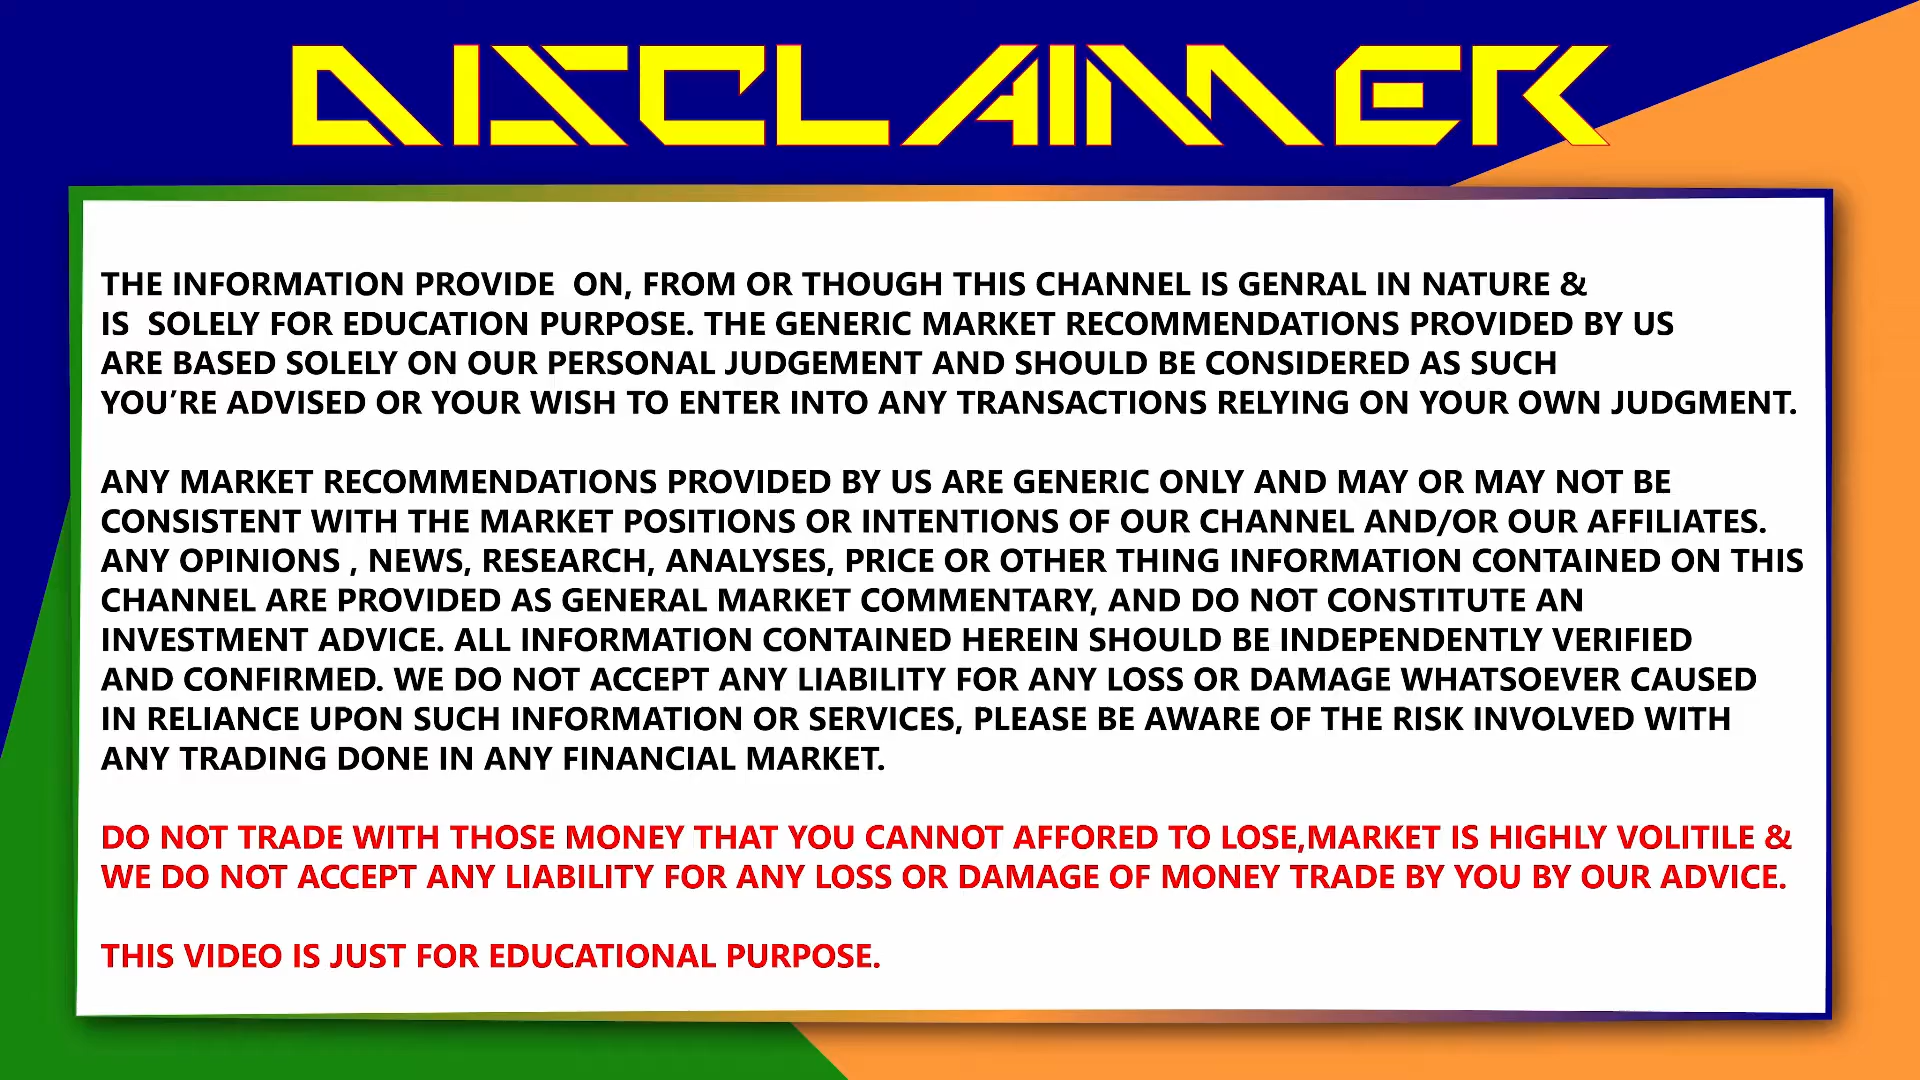 DISCLAIMER
THE INFORMATION PROVIDE  ON, FROM OR THOUGH THIS CHANNEL IS GENRAL IN NATURE &
IS  SOLELY FOR EDUCATION PURPOSE. THE GENERIC MARKET RECOMMENDATIONS PROVIDED BY US
ARE BASED SOLELY ON OUR PERSONAL JUDGEMENT AND SHOULD BE CONSIDERED AS SUCH
YOU’RE ADVISED OR YOUR WISH TO ENTER INTO ANY TRANSACTIONS RELYING ON YOUR OWN JUDGMENT.
ANY MARKET RECOMMENDATIONS PROVIDED BY US ARE GENERIC ONLY AND MAY OR MAY NOT BE
CONSISTENT WITH THE MARKET POSITIONS OR INTENTIONS OF OUR CHANNEL AND/OR OUR AFFILIATES.
ANY OPINIONS , NEWS, RESEARCH, ANALYSES, PRICE OR OTHER THING INFORMATION CONTAINED ON THIS
CHANNEL ARE PROVIDED AS GENERAL MARKET COMMENTARY, AND DO NOT CONSTITUTE AN
INVESTMENT ADVICE. ALL INFORMATION CONTAINED HEREIN SHOULD BE INDEPENDENTLY VERIFIED
AND CONFIRMED. WE DO NOT ACCEPT ANY LIABILITY FOR ANY LOSS OR DAMAGE WHATSOEVER CAUSED
IN RELIANCE UPON SUCH INFORMATION OR SERVICES, PLEASE BE AWARE OF THE RISK INVOLVED WITH
ANY TRADING DONE IN ANY FINANCIAL MARKET.
DO NOT TRADE WITH THOSE MONEY THAT YOU CANNOT AFFORED TO LOSE,MARKET IS HIGHLY VOLITILE &
WE DO NOT ACCEPT ANY LIABILITY FOR ANY LOSS OR DAMAGE OF MONEY TRADE BY YOU BY OUR ADVICE.
THIS VIDEO IS JUST FOR EDUCATIONAL PURPOSE.